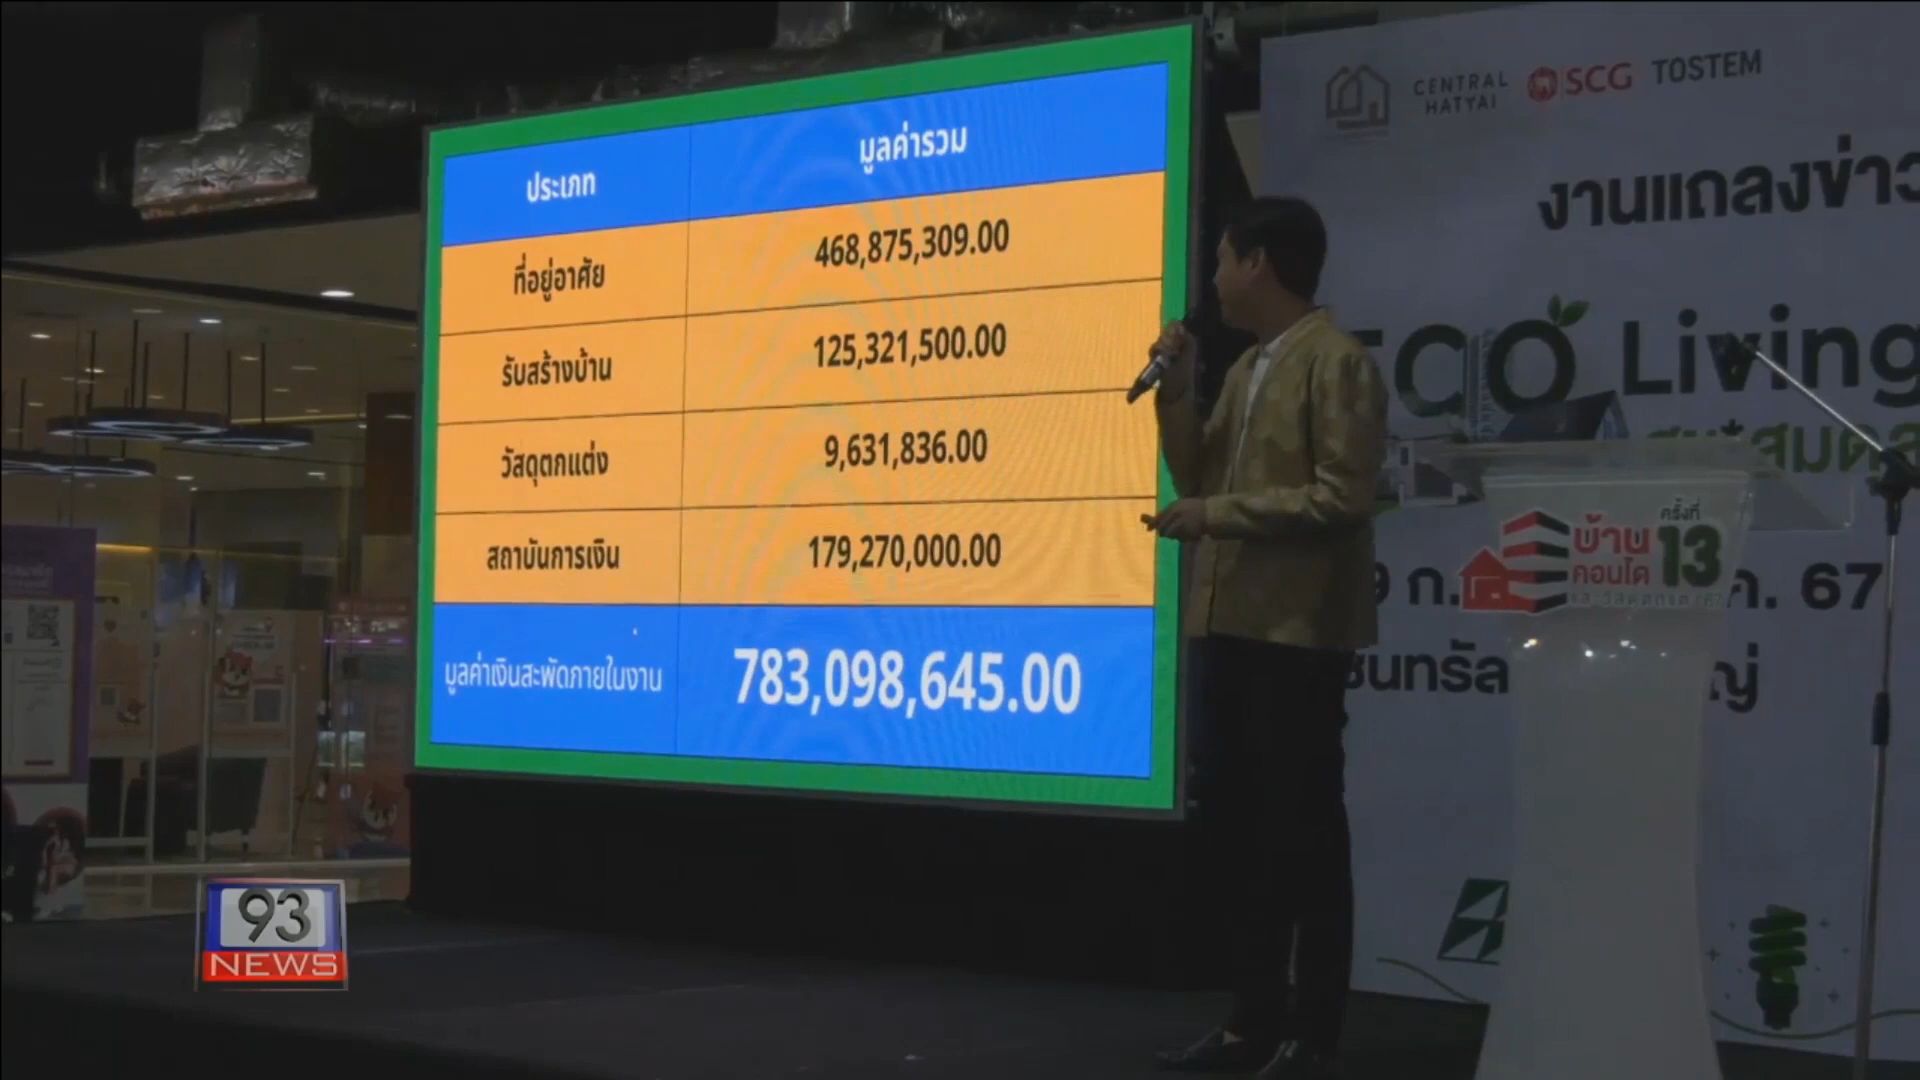 ประเภท มูลค่ารวม
ที่อยู่อาศัย 468,875,309.00
รับสร้างบ้าน 125,321,500.00
วัสดุตกแต่ง 9,631,836.00
สถาบันการเงิน 179,270,000.00
มูลค่าเงินสะพัดภายในงาน 783,098,645.00
CENTRAL
HATYAI
SCG
TOSTEM
งานแถลงข่าว
ECO Living
บ้าน
คอนโด
ครั้งที่
13
9 ก. ค. 67
93
NEWS